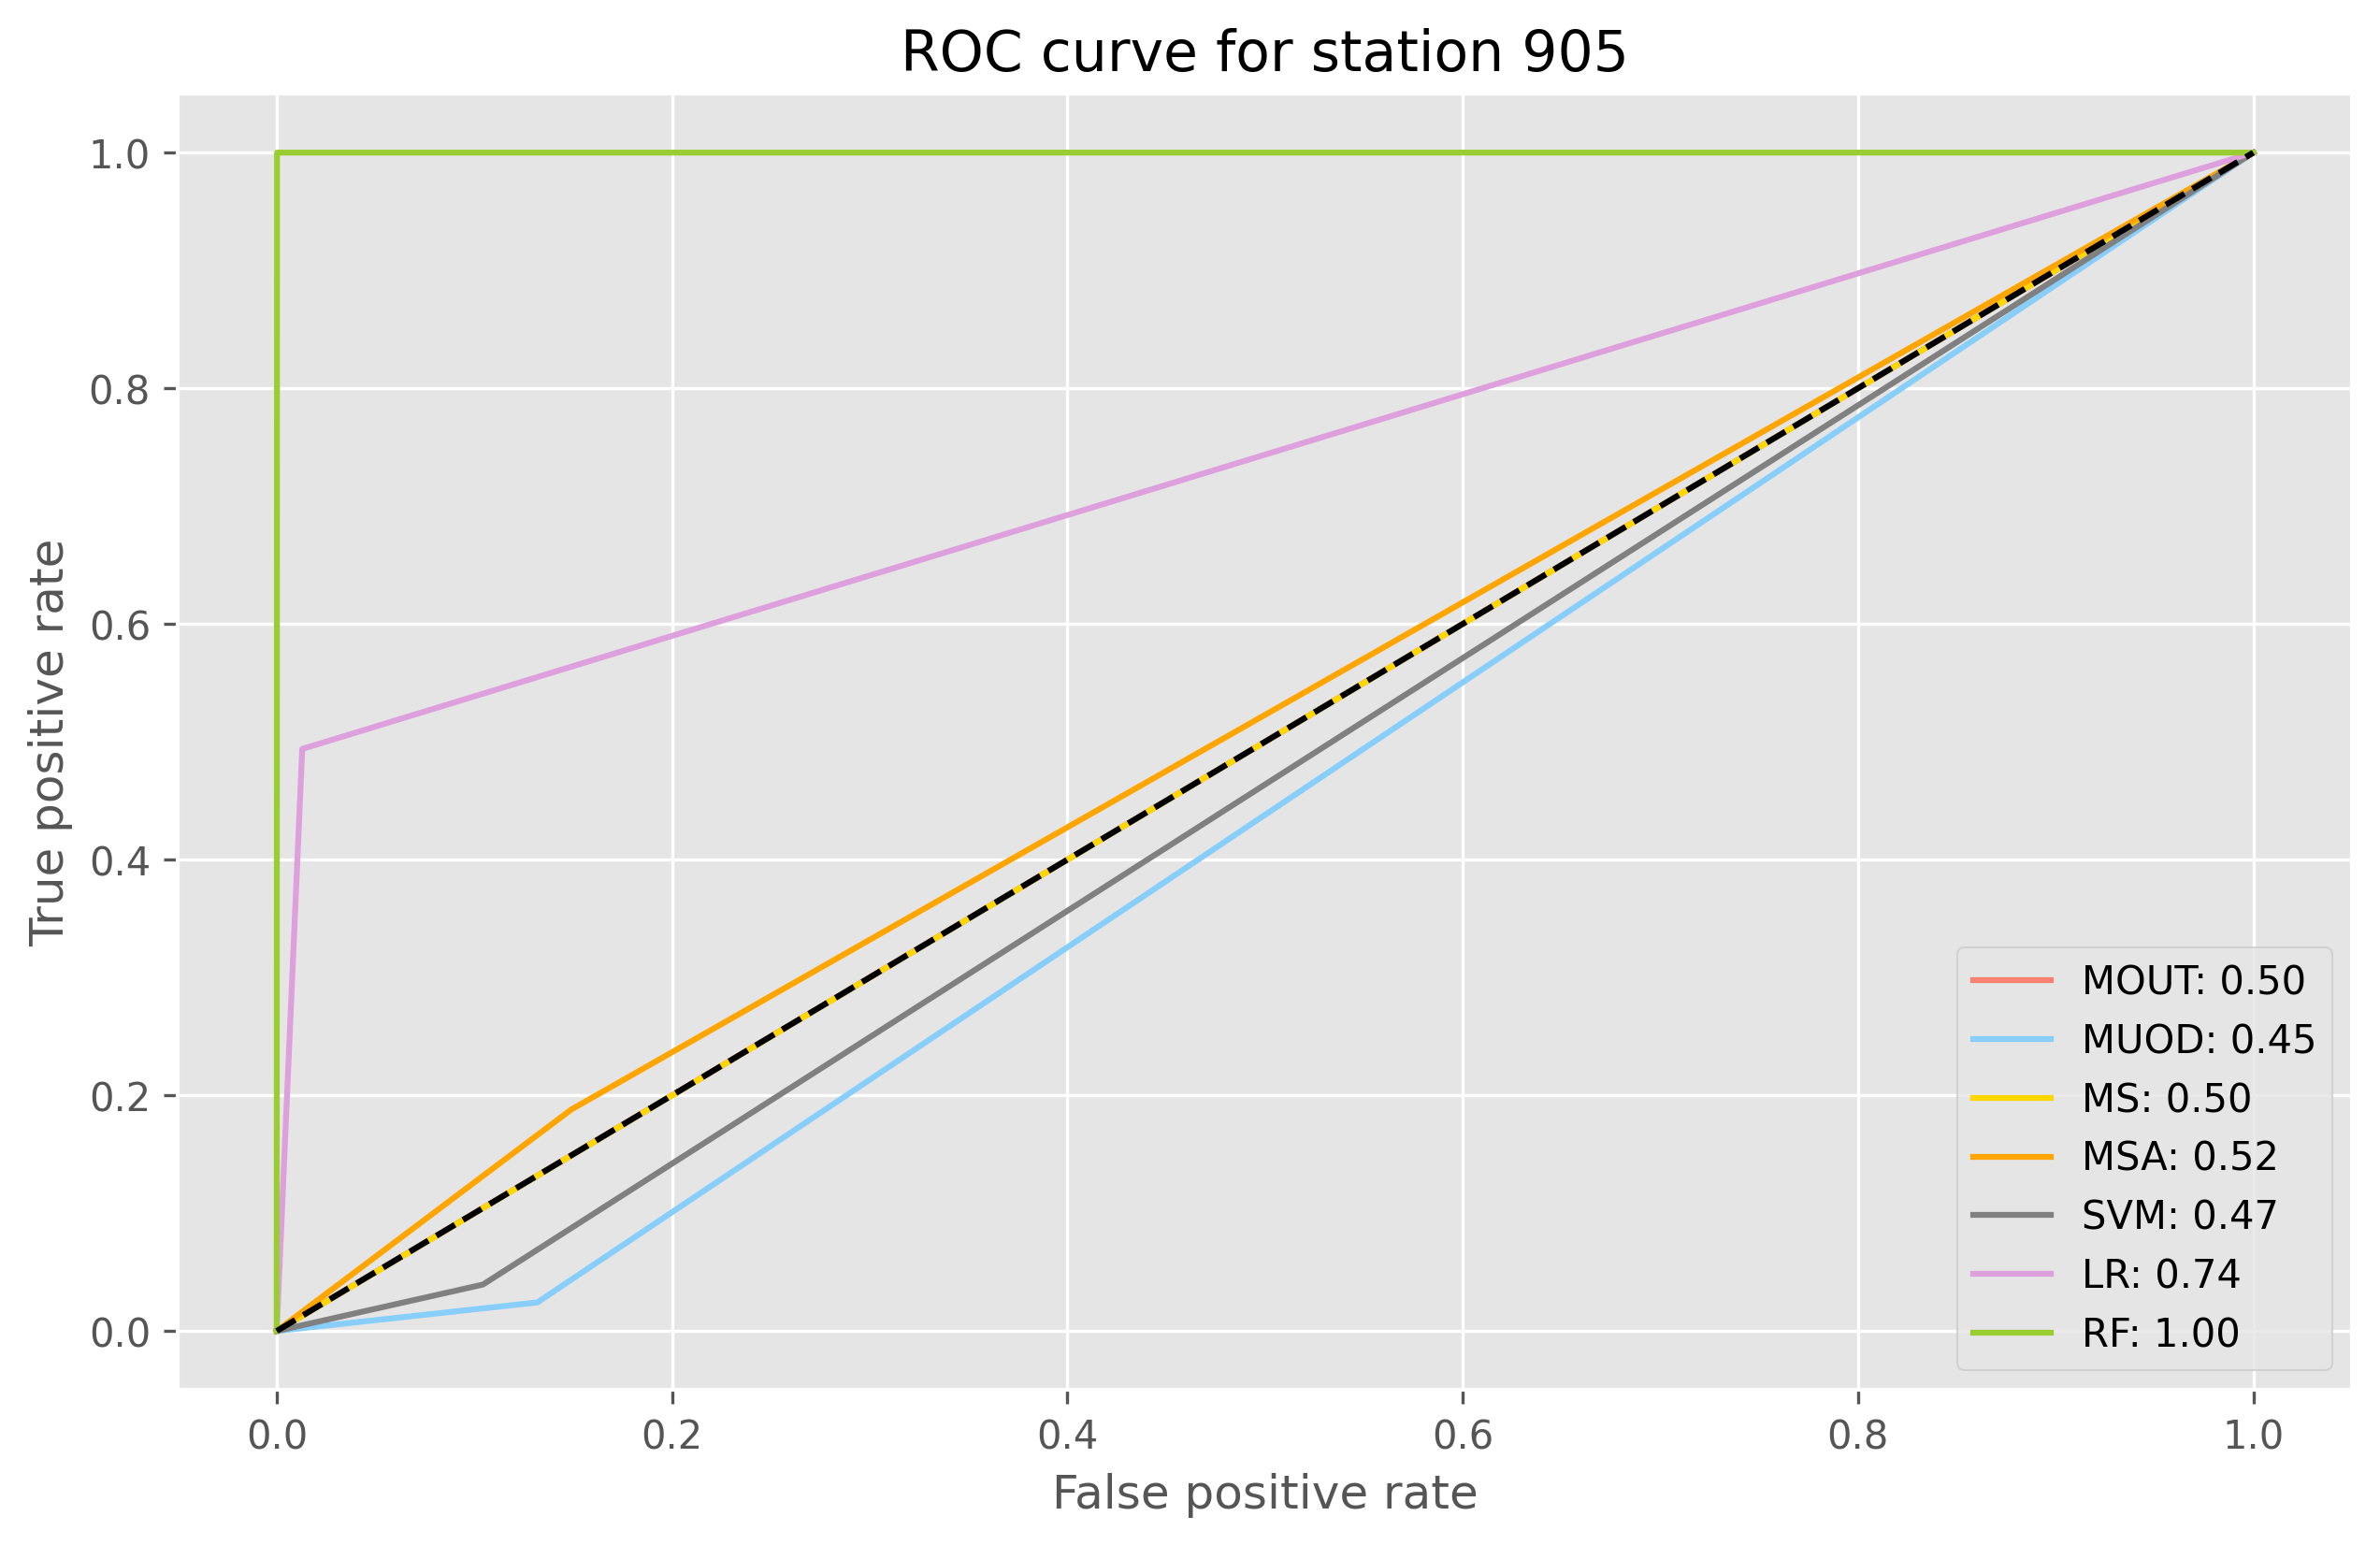 ROC curve for station 905
1.0
0.8
0.6
0.4
0.2
0.0
True positive rate
MOUT: 0.50
MUOD: 0.45
MS: 0.50
MSA: 0.52
SVM: 0.47
LR: 0.74
RF: 1.00
0.0 0.2 0.4 0.6 0.8 1.0
False positive rate